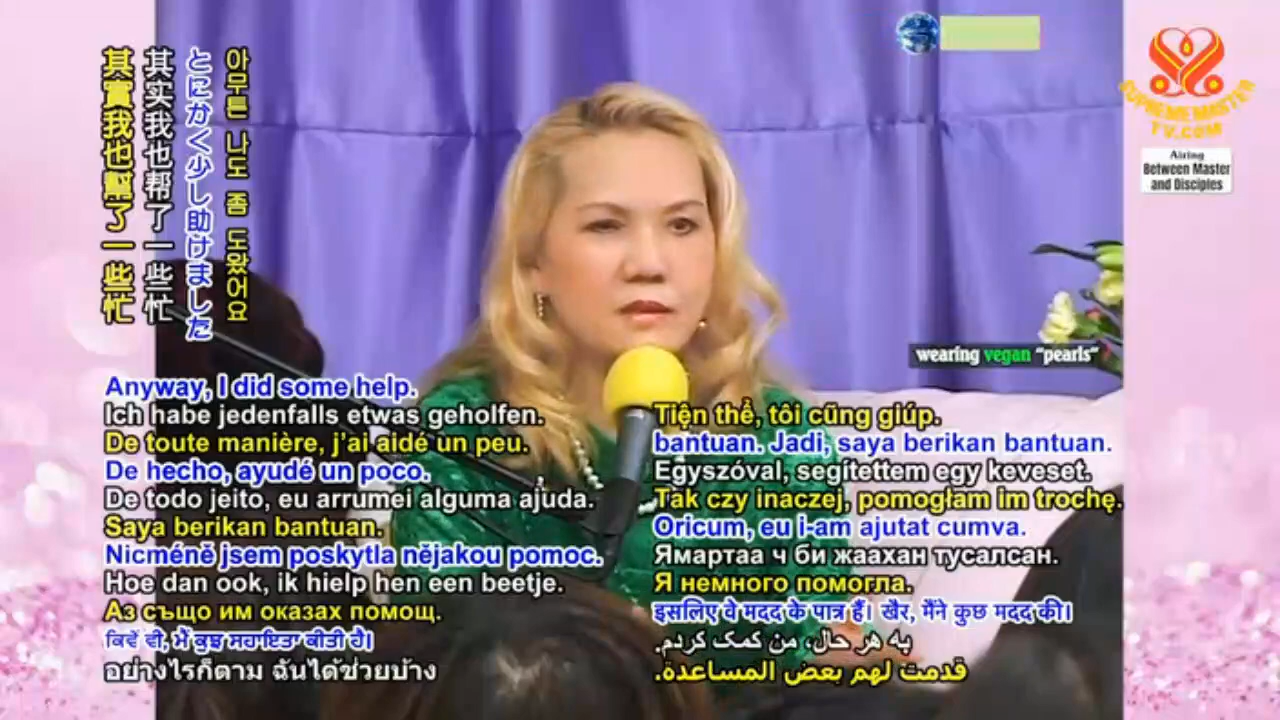 아무튼 나도 좀 도왔어요
とにかく少し助けました
其实我也帮了一些忙
其實我也幫了一些忙
SUPREMEMASTER
TV.COM
Airing
Between Master
and Disciples
wearing vegan "pearls"
Anyway, I did some help.
Ich habe jedenfalls etwas geholfen.
De toute manière, j'ai aidé un peu.
De hecho, ayudé un poco.
De todo jeito, eu arrumei alguma ajuda.
Saya berikan bantuan.
Nicméně jsem poskytla nějakou pomoc.
Hoe dan ook, ik hielp hen een beetje.
Аз също им оказах помощ.
ਕਿਵੇਂ ਵੀ, ਮੈਂ ਕੁਝ ਸਹਾਇਤਾ ਕੀਤੀ ਹੈ।
อย่างไรก็ตาม ฉันได้ช่วยบ้าง
Tiện thể, tôi cũng giúp.
bantuan. Jadi, saya berikan bantuan.
Egyszóval, segítettem egy keveset.
Tak czy inaczej, pomogłam im trochę.
Oricum, eu i-am ajutat cumva.
Ямартаа ч би жаахан тусалсан.
Я немного помогла.
इसलिए वे मदद के पात्र हैं। खैर, मैंने कुछ मदद की।
به هر حال، من کمک کردم.
قدمت لهم بعض المساعدة.